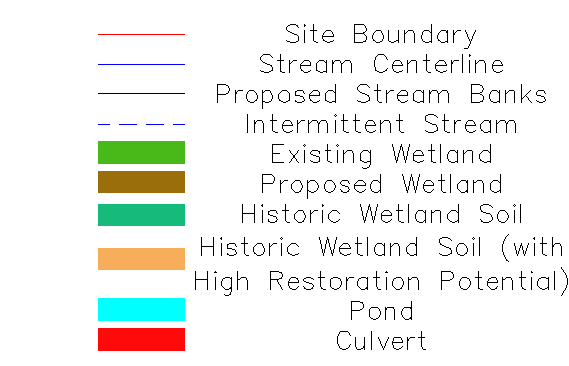 Site Boundary
Stream Centerline
Proposed Stream Banks
Intermittent Stream
Existing Wetland
Proposed Wetland
Historic Wetland Soil
Historic Wetland Soil (with
High Restoration Potential)
Pond
Culvert